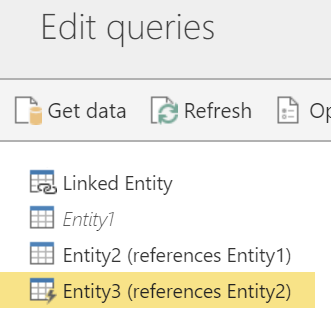 Edit queries
Get data Refresh Op
Linked Entity
Entity1
Entity2 (references Entity1)
Entity3 (references Entity2)